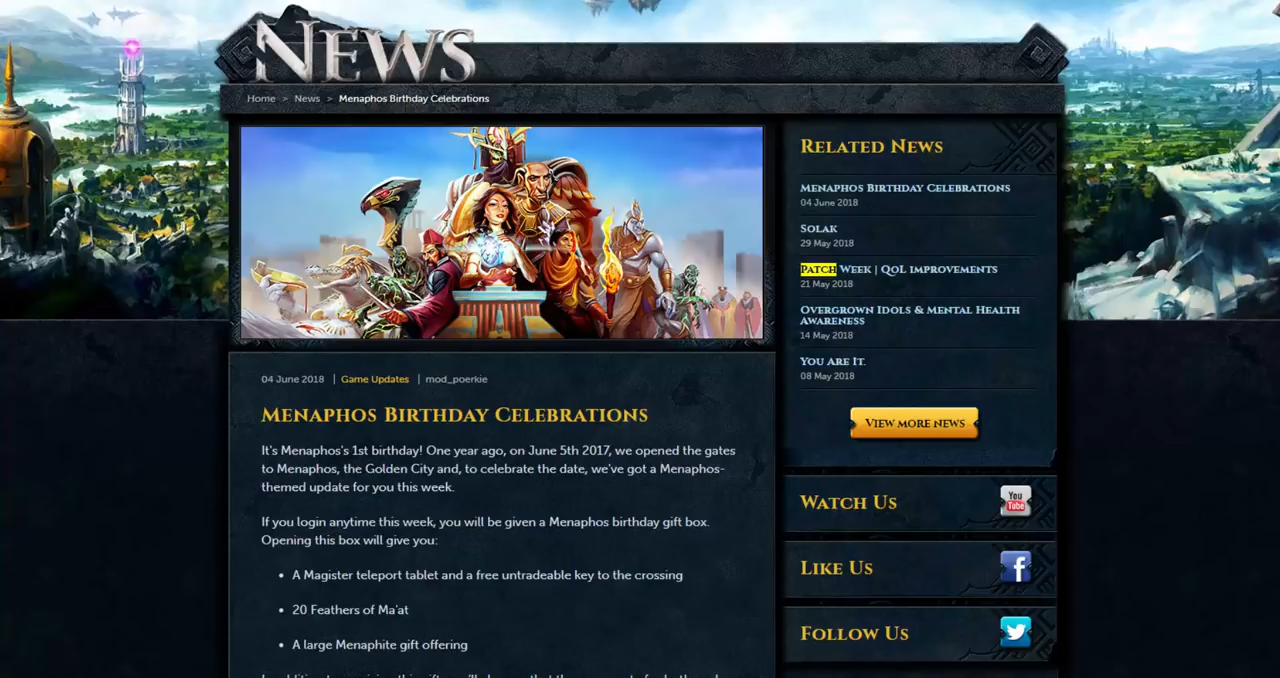 News
Home > News > Menaphos Birthday Celebrations
04 June 2018 | Game Updates | mod_poerkie
Menaphos Birthday Celebrations
It's Menaphos's 1st birthday! One year ago, on June 5th 2017, we opened the gates
to Menaphos, the Golden City and, to celebrate the date, we've got a Menaphos-
themed update for you this week.
If you login anytime this week, you will be given a Menaphos birthday gift box.
Opening this box will give you:
• A Magister teleport tablet and a free untradeable key to the crossing
• 20 Feathers of Ma'at
• A large Menaphite gift offering
Related News
Menaphos Birthday Celebrations
04 June 2018
Solak
29 May 2018
Patch Week | QoL improvements
21 May 2018
Overgrown Idols & Mental Health
Awareness
14 May 2018
You Are It.
08 May 2018
View more news
Watch Us
You
Tube
Like Us
f
Follow Us